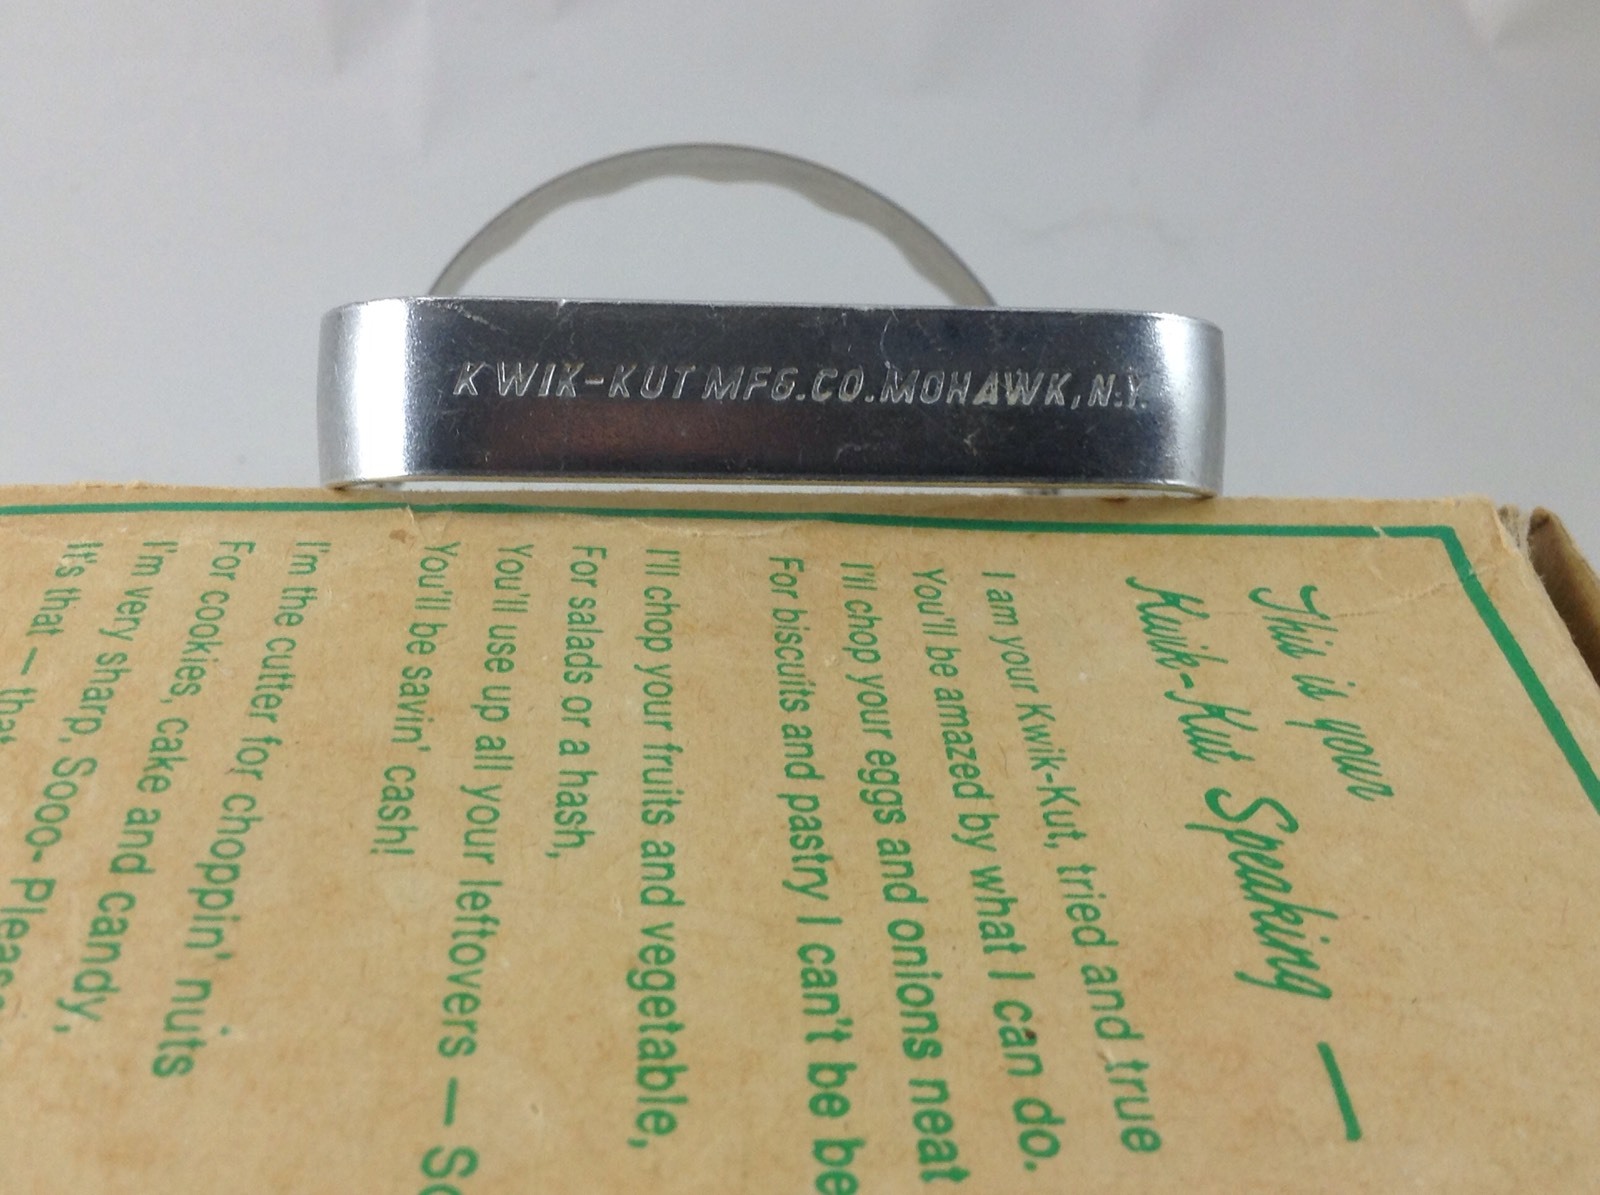 KWIK-KUT MFG. CO. MOHAWK, N.Y.
This is your
Kwik-Kut Speaking —
I am your Kwik-Kut, tried and true
You'll be amazed by what I can do.
I'll chop your eggs and onions neat
For biscuits and pastry I can't be
I'll chop your fruits and vegetable,
For salads or a hash,
You'll use up all your leftovers —
You'll be savin' cash!
I'm the cutter for choppin' nuts
For cookies, cake and candy,
I'm very sharp, Sooo- Please
It's that — that